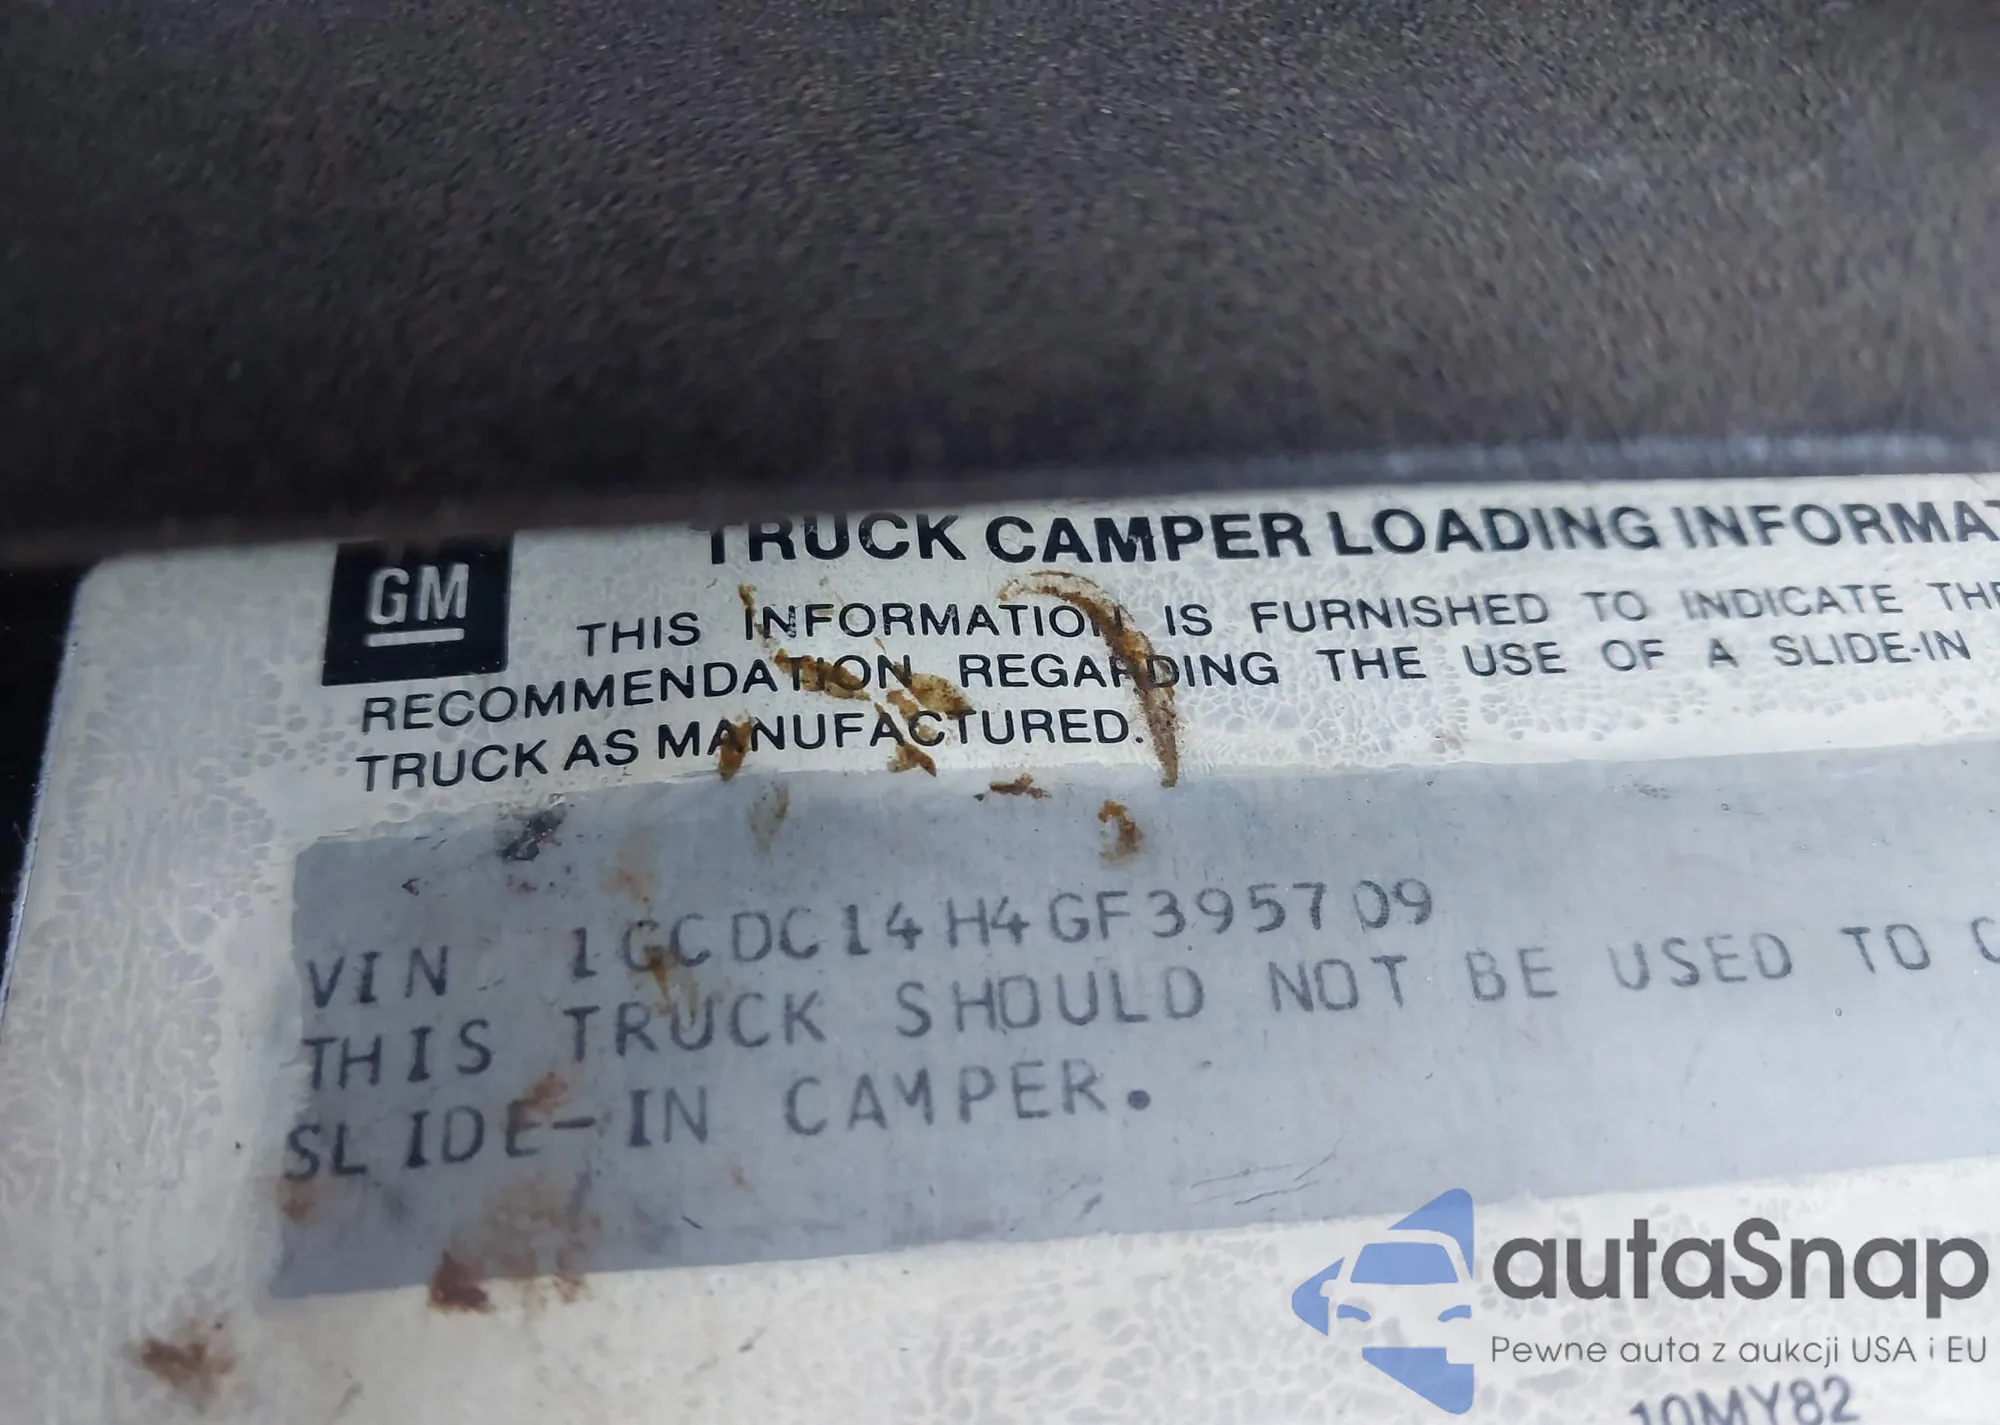 GM
TRUCK CAMPER LOADING INFORMAT
THIS INFORMATION IS FURNISHED TO INDICATE THE
RECOMMENDATION REGARDING THE USE OF A SLIDE-IN
TRUCK AS MANUFACTURED.
VIN 1GCDC14H4GF395709
THIS TRUCK SHOULD NOT BE USED TO C
SLIDE-IN CAMPER.
autaSnap
Pewne auta z aukcji USA i EU
10MY82